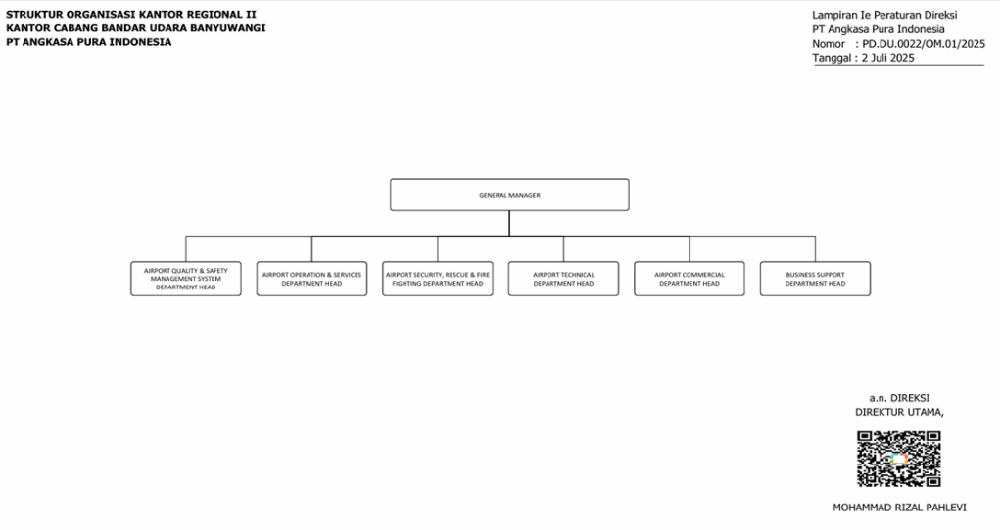 STRUKTUR ORGANISASI KANTOR REGIONAL II
KANTOR CABANG BANDAR UDARA BANYUWANGI
PT ANGKASA PURA INDONESIA
Lampiran Ie Peraturan Direksi
PT Angkasa Pura Indonesia
Nomor : PD.DU.0022/OM.01/2025
Tanggal : 2 Juli 2025
GENERAL MANAGER
AIRPORT QUALITY & SAFETY
MANAGEMENT SYSTEM
DEPARTMENT HEAD
AIRPORT OPERATION & SERVICES
DEPARTMENT HEAD
AIRPORT SECURITY, RESCUE & FIRE
FIGHTING DEPARTMENT HEAD
AIRPORT TECHNICAL
DEPARTMENT HEAD
AIRPORT COMMERCIAL
DEPARTMENT HEAD
BUSINESS SUPPORT
DEPARTMENT HEAD
a.n. DIREKSI
DIREKTUR UTAMA,
MOHAMMAD RIZAL PAHLEVI